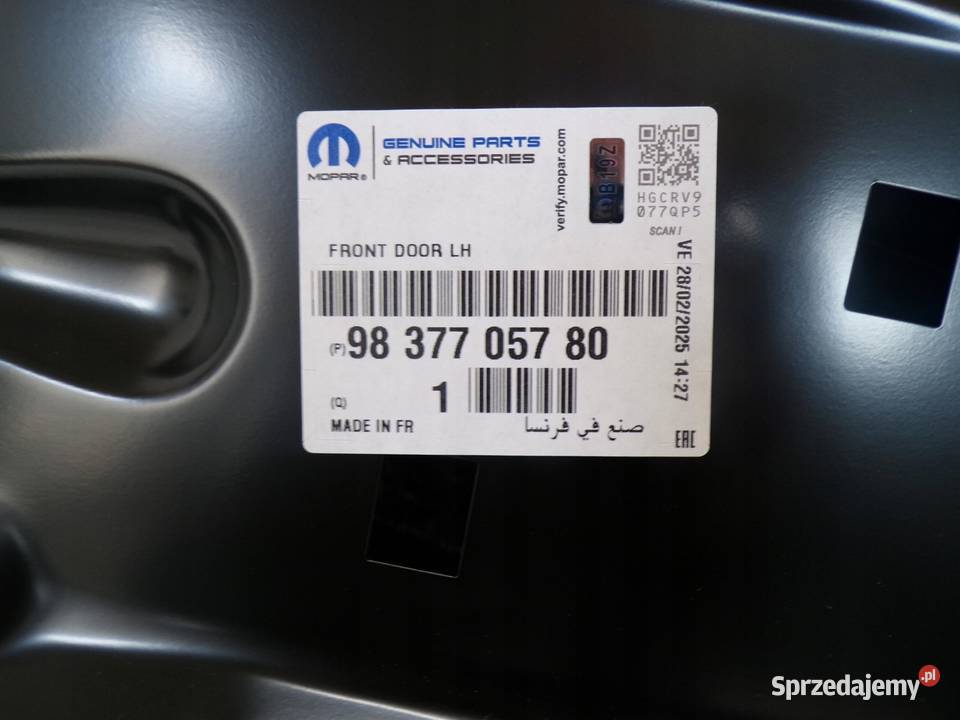 MOPAR®
GENUINE PARTS
& ACCESSORIES
verify.mopar.com
B19Z
HGCRV9
077QP5
SCAN!
FRONT DOOR LH
VE 28/02/2025 14:27
(P) 98 377 057 80
(Q) 1
MADE IN FR
صنع في فرنسا
EAC
Sprzedajemy.pl